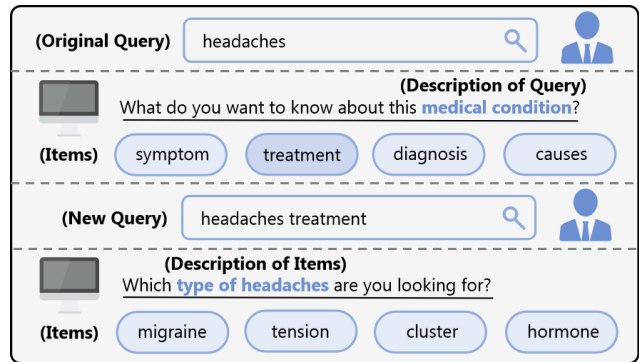 (Original Query) headaches
(Description of Query)
What do you want to know about this medical condition?
(Items) symptom treatment diagnosis causes
(New Query) headaches treatment
(Description of Items)
Which type of headaches are you looking for?
(Items) migraine tension cluster hormone